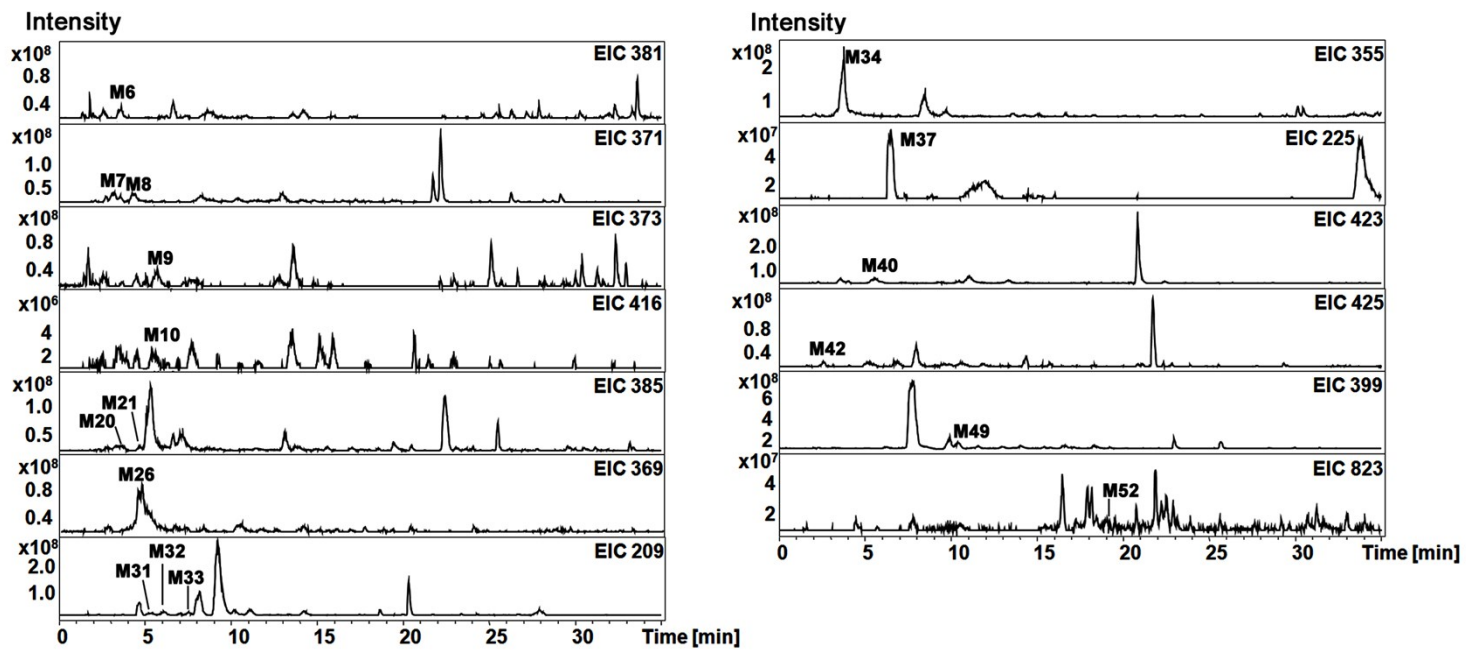 Intensity
x10⁸
0.8
0.4
M6
EIC 381
x10⁸
1.0
0.5
M7
M8
EIC 371
x10⁸
0.8
0.4
M9
EIC 373
x10⁶
4
2
M10
EIC 416
x10⁸
1.0
0.5
M20
M21
EIC 385
x10⁸
0.8
0.4
M26
EIC 369
x10⁸
2.0
1.0
M31
M32
M33
EIC 209
0 5 10 15 20 25 30 Time [min]
Intensity
x10⁸
2
1
M34
EIC 355
x10⁷
4
2
M37
EIC 225
x10⁸
2.0
1.0
M40
EIC 423
x10⁸
0.8
0.4
M42
EIC 425
x10⁸
6
4
2
M49
EIC 399
x10⁷
4
2
M52
EIC 823
0 5 10 15 20 25 30 Time [min]